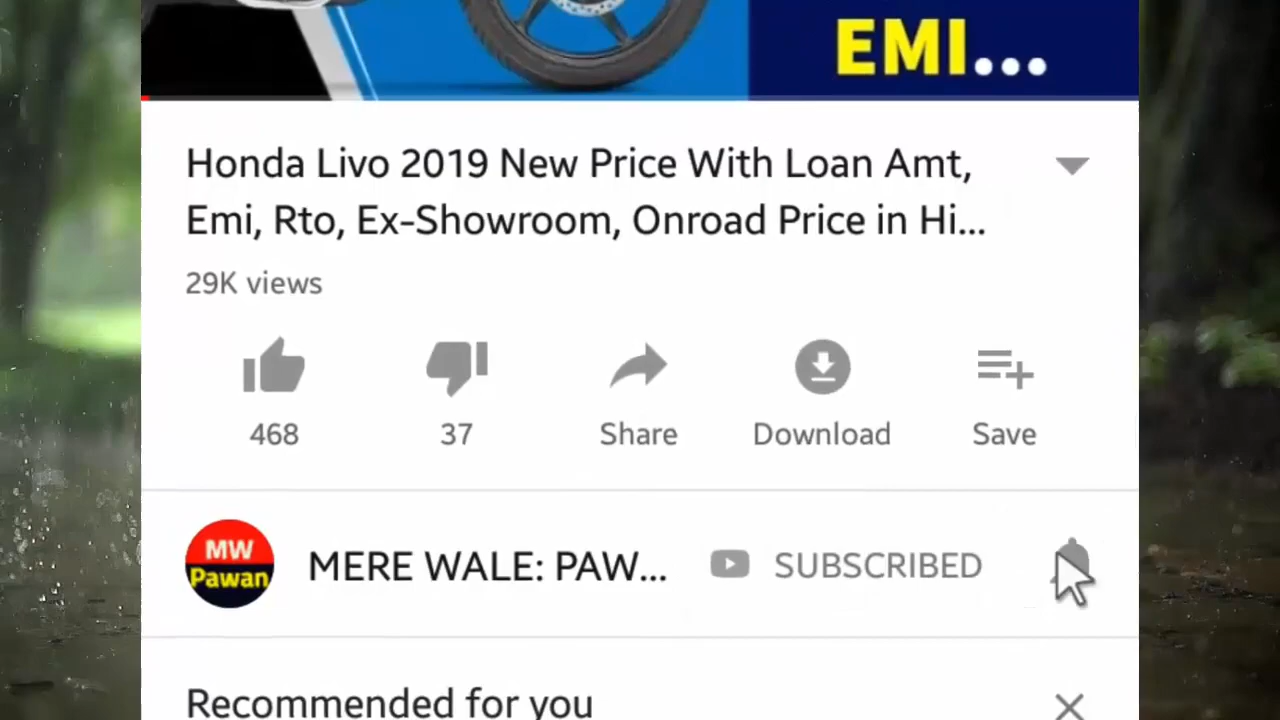 EMI...
Honda Livo 2019 New Price With Loan Amt,
Emi, Rto, Ex-Showroom, Onroad Price in Hi...
29K views
468 37 Share Download Save
MW
Pawan
MERE WALE: PAW... SUBSCRIBED
Recommended for you